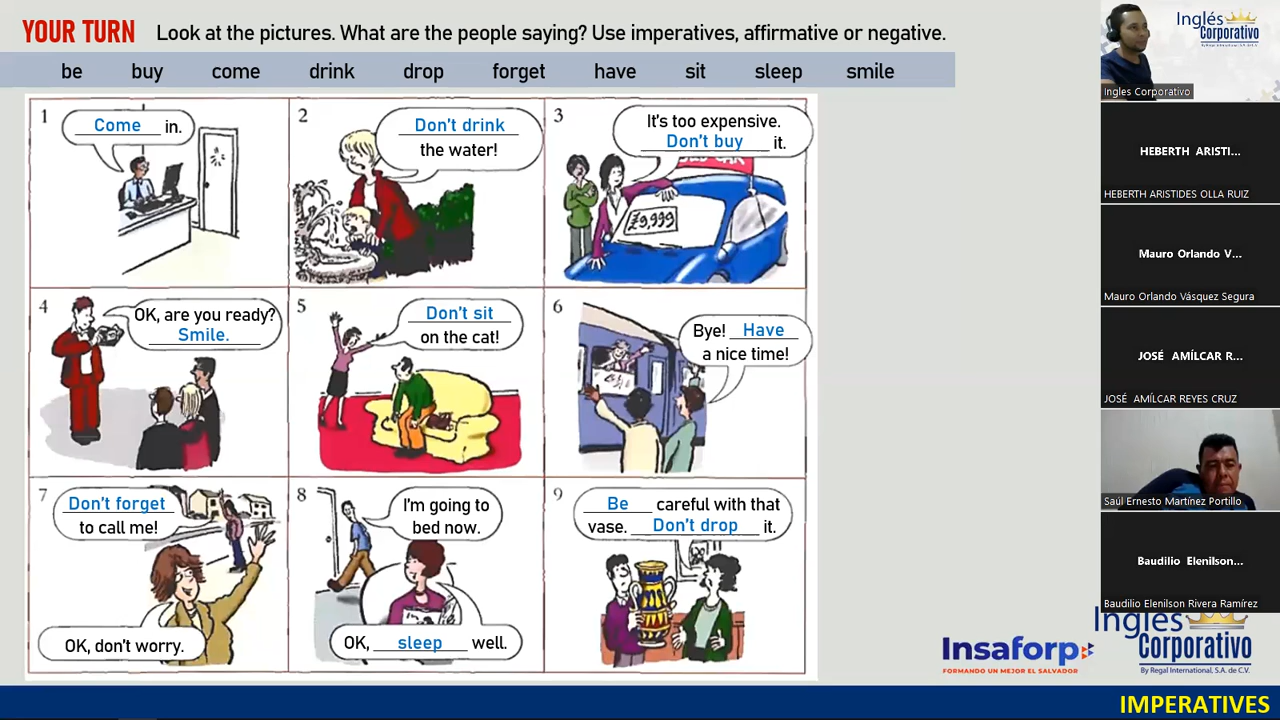 YOUR TURN Look at the pictures. What are the people saying? Use imperatives, affirmative or negative.
be buy come drink drop forget have sit sleep smile
1
Come in.
2
Don't drink
the water!
3
It's too expensive.
Don't buy it.
£9,999
4
OK, are you ready?
Smile.
5
Don't sit
on the cat!
6
Bye! Have
a nice time!
7
Don't forget
to call me!
OK, don't worry.
8
I'm going to
bed now.
OK, sleep well.
9
Be careful with that
vase. Don't drop it.
Inglés
Corporativo
By Regal International, S.A. de C.V.
Ingles Corporativo
HEBERTH ARISTI...
HEBERTH ARISTIDES OLLA RUIZ
Mauro Orlando V...
Mauro Orlando Vásquez Segura
JOSÉ AMÍLCAR R...
JOSÉ AMÍLCAR REYES CRUZ
Saúl Ernesto Martínez Portillo
Baudilio Elenilson...
Baudilio Elenilson Rivera Ramírez
Insaforp
FORMANDO UN MEJOR EL SALVADOR
Inglés
Corporativo
By Regal International, S.A. de C.V.
IMPERATIVES